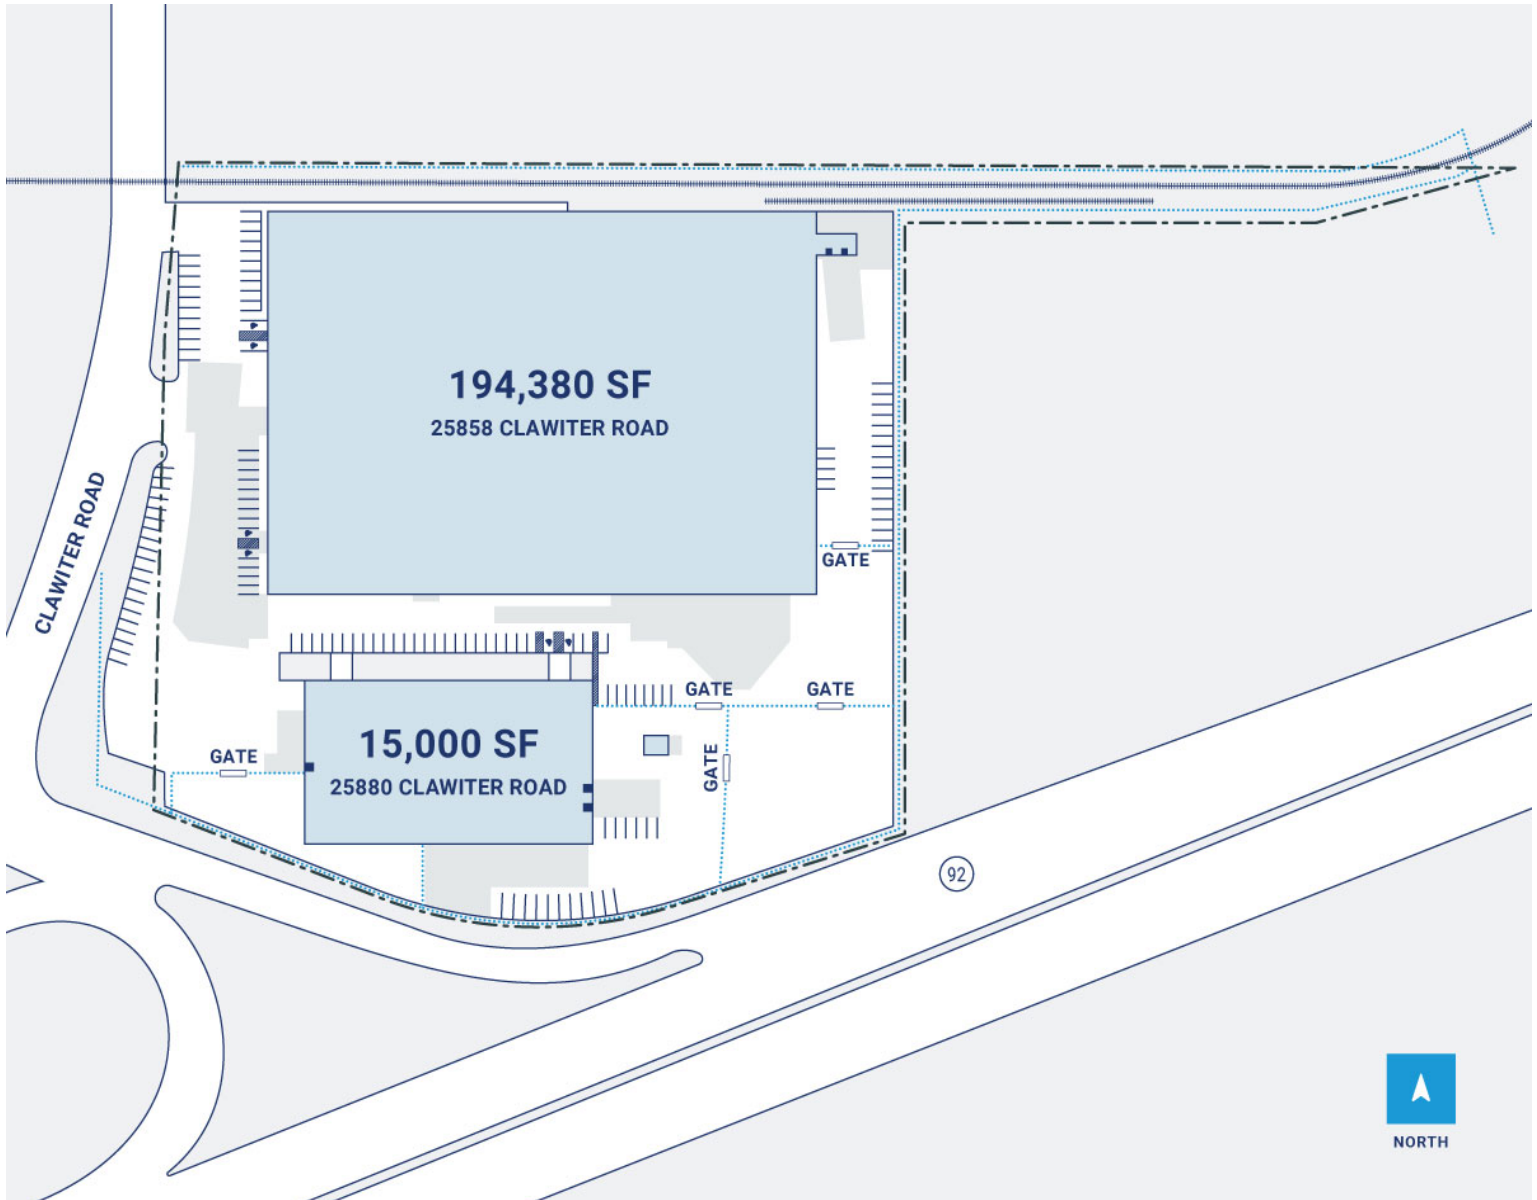 194,380 SF
25858 CLAWITER ROAD
CLAWITER ROAD
GATE
GATE
GATE
15,000 SF
25880 CLAWITER ROAD
GATE
GATE
92
NORTH